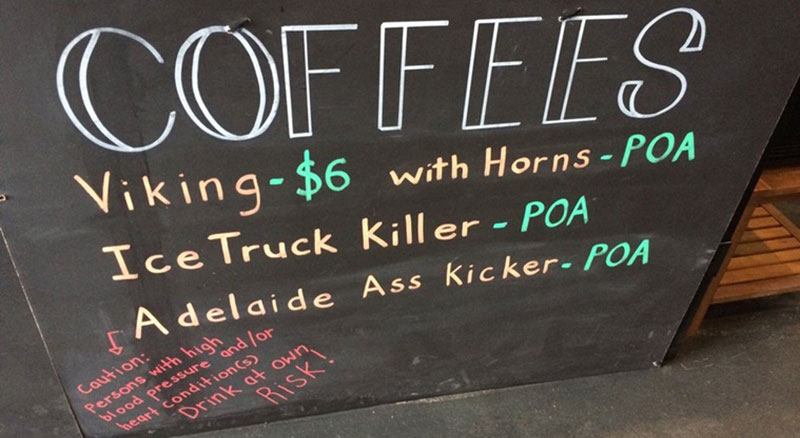 COFFEES
Viking - $6 with Horns - POA
Ice Truck Killer - POA
Adelaide Ass Kicker - POA
Caution:
Persons with high
blood pressure and/or
heart condition(s)
Drink at own
RISK!